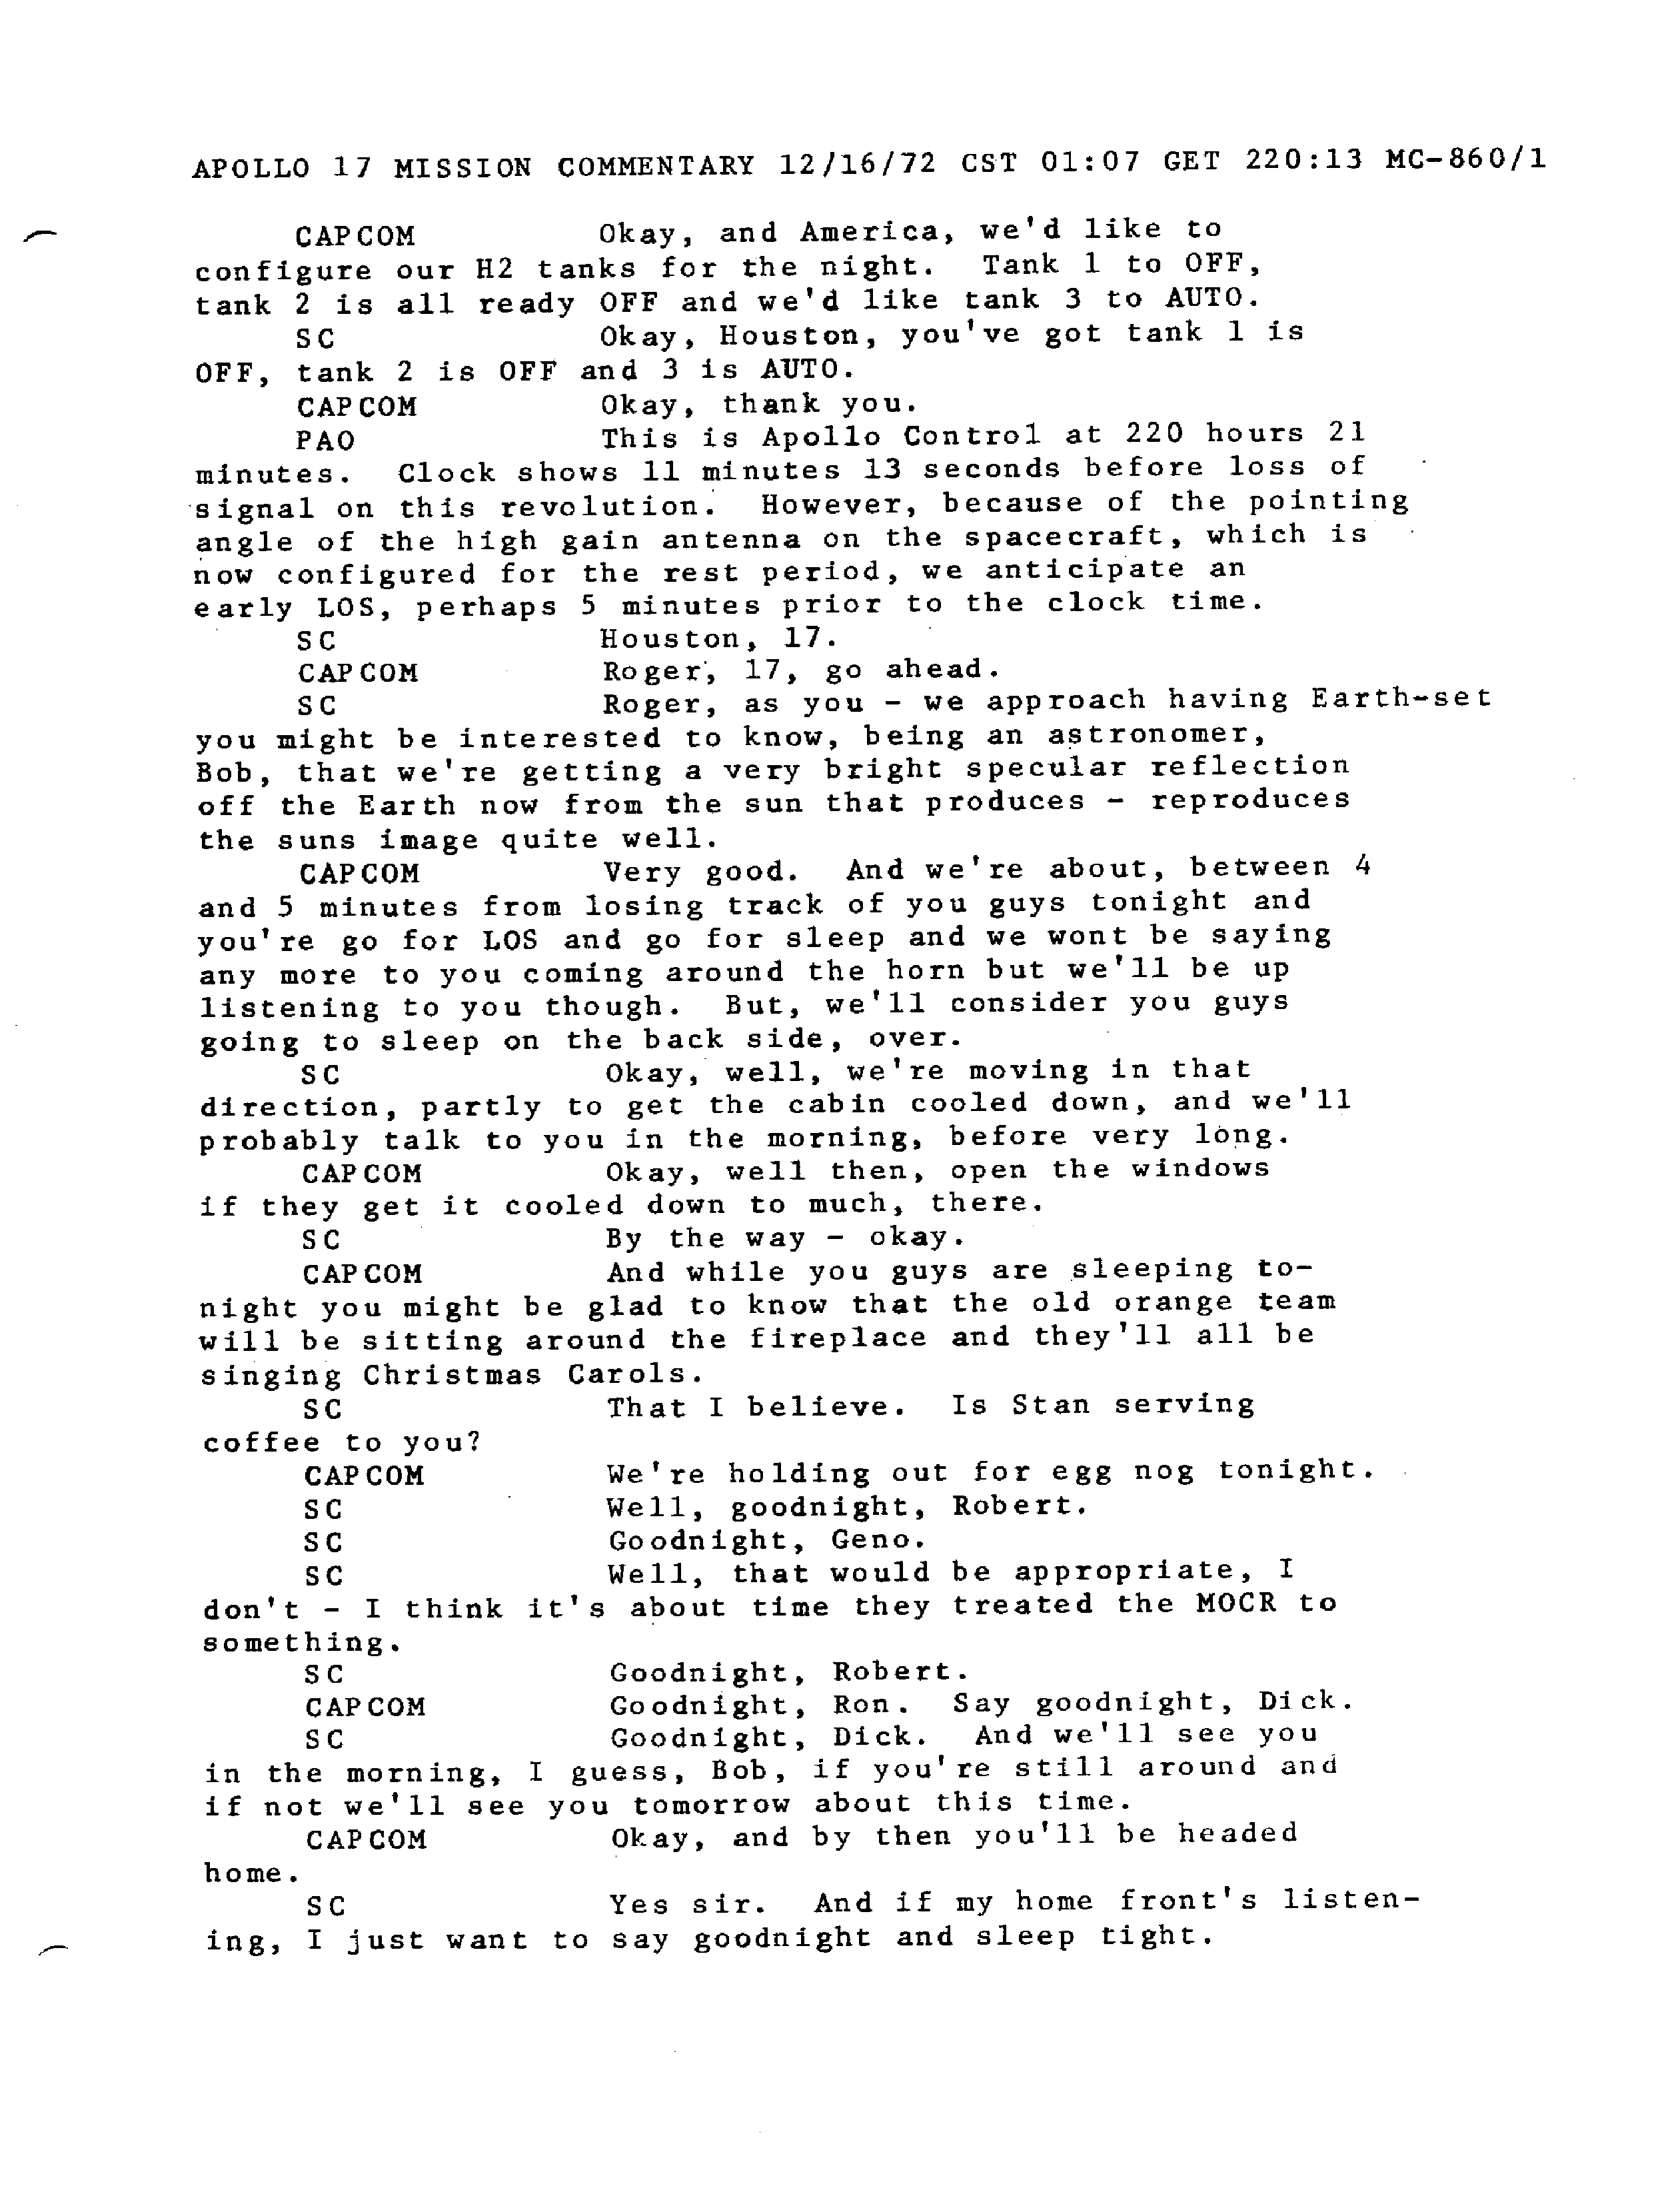 APOLLO 17 MISSION COMMENTARY 12/16/72 CST 01:07 GET 220:13 MC-860/1
CAPCOM Okay, and America, we'd like to
configure our H2 tanks for the night. Tank 1 to OFF,
tank 2 is all ready OFF and we'd like tank 3 to AUTO.
SC Okay, Houston, you've got tank 1 is
OFF, tank 2 is OFF and 3 is AUTO.
CAPCOM Okay, thank you.
PAO This is Apollo Control at 220 hours 21
minutes. Clock shows 11 minutes 13 seconds before loss of
signal on this revolution. However, because of the pointing
angle of the high gain antenna on the spacecraft, which is
now configured for the rest period, we anticipate an
early LOS, perhaps 5 minutes prior to the clock time.
SC Houston, 17.
CAPCOM Roger, 17, go ahead.
SC Roger, as you - we approach having Earth-set
you might be interested to know, being an astronomer,
Bob, that we're getting a very bright specular reflection
off the Earth now from the sun that produces - reproduces
the suns image quite well.
CAPCOM Very good. And we're about, between 4
and 5 minutes from losing track of you guys tonight and
you're go for LOS and go for sleep and we wont be saying
any more to you coming around the horn but we'll be up
listening to you though. But, we'll consider you guys
going to sleep on the back side, over.
SC Okay, well, we're moving in that
direction, partly to get the cabin cooled down, and we'll
probably talk to you in the morning, before very long.
CAPCOM Okay, well then, open the windows
if they get it cooled down to much, there.
SC By the way - okay.
CAPCOM And while you guys are sleeping to-
night you might be glad to know that the old orange team
will be sitting around the fireplace and they'll all be
singing Christmas Carols.
SC That I believe. Is Stan serving
coffee to you?
CAPCOM We're holding out for egg nog tonight.
SC Well, goodnight, Robert.
SC Goodnight, Geno.
SC Well, that would be appropriate, I
don't - I think it's about time they treated the MOCR to
something.
SC Goodnight, Robert.
CAPCOM Goodnight, Ron. Say goodnight, Dick.
SC Goodnight, Dick. And we'll see you
in the morning, I guess, Bob, if you're still around and
if not we'll see you tomorrow about this time.
CAPCOM Okay, and by then you'll be headed
home.
SC Yes sir. And if my home front's listen-
ing, I just want to say goodnight and sleep tight.